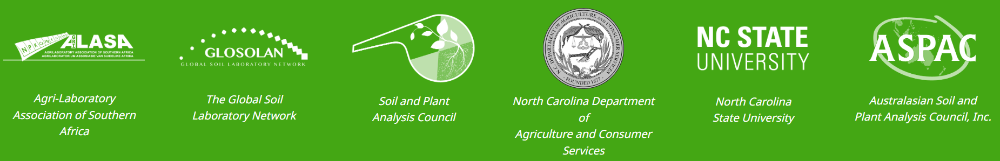 N P K Ca Mg S
AGRI
ALASA
AGRILABORATORY ASSOCIATION OF SOUTHERN AFRICA
AGRILABORATORIUM ASSOSIASIE VAN SUIDELIKE AFRIKA
Agri-Laboratory
Association of Southern
Africa
GLOSOLAN
GLOBAL SOIL LABORATORY NETWORK
The Global Soil
Laboratory Network
Soil and Plant
Analysis Council
N.C. DEPARTMENT OF AGRICULTURE AND CONSUMER SERVICES
· FOUNDED 1877 ·
North Carolina Department
of
Agriculture and Consumer
Services
NC STATE
UNIVERSITY
North Carolina
State University
ASPAC
Australasian Soil and
Plant Analysis Council, Inc.